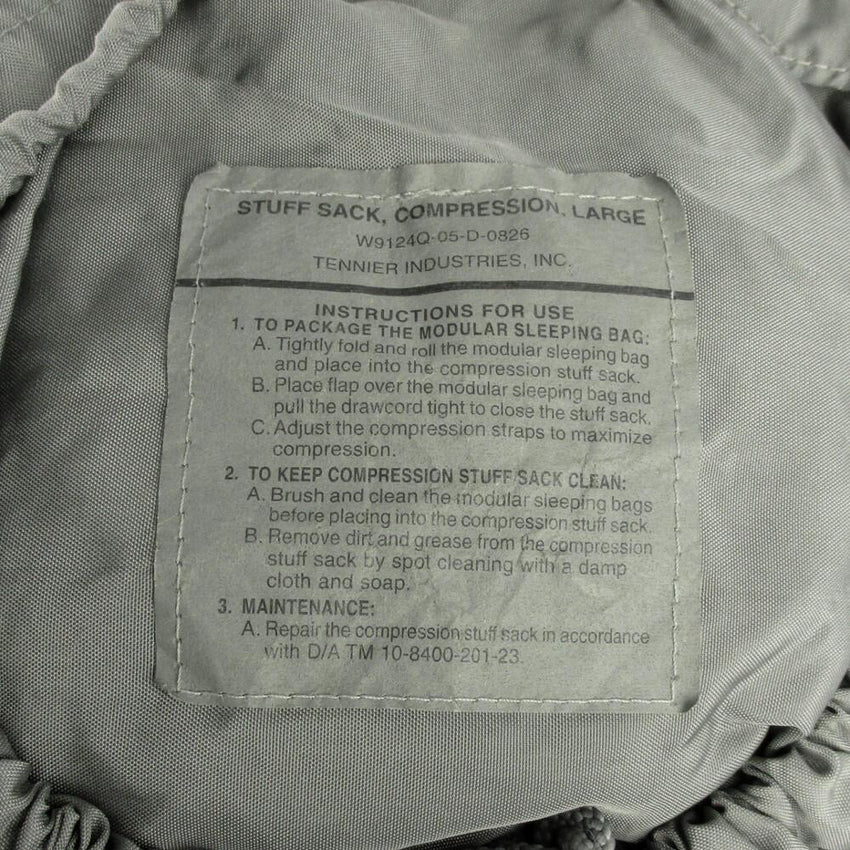 STUFF SACK, COMPRESSION, LARGE
W9124Q-05-D-0826
TENNIER INDUSTRIES, INC.
INSTRUCTIONS FOR USE
1. TO PACKAGE THE MODULAR SLEEPING BAG:
A. Tightly fold and roll the modular sleeping bag
and place into the compression stuff sack.
B. Place flap over the modular sleeping bag and
pull the drawcord tight to close the stuff sack.
C. Adjust the compression straps to maximize
compression.
2. TO KEEP COMPRESSION STUFF SACK CLEAN:
A. Brush and clean the modular sleeping bags
before placing into the compression stuff sack.
B. Remove dirt and grease from the compression
stuff sack by spot cleaning with a damp
cloth and soap.
3. MAINTENANCE:
A. Repair the compression stuff sack in accordance
with D/A TM 10-8400-201-23.